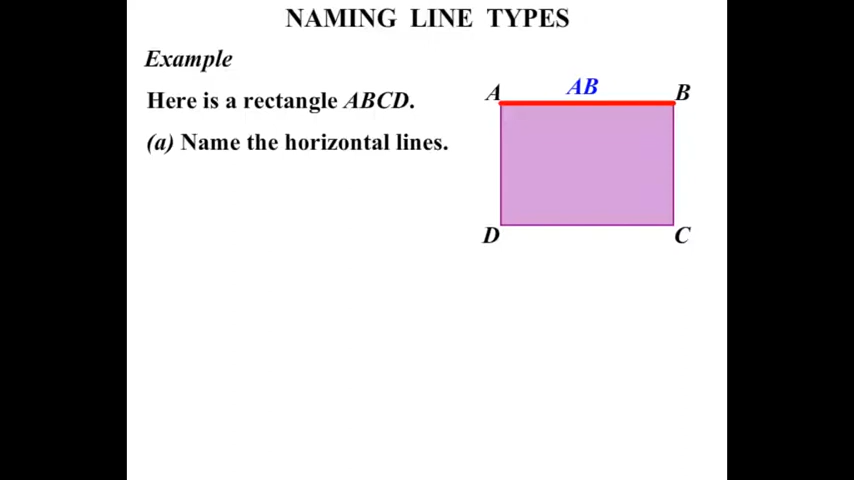 NAMING LINE TYPES
Example
Here is a rectangle ABCD.
(a) Name the horizontal lines.
AB
A
B
D
C